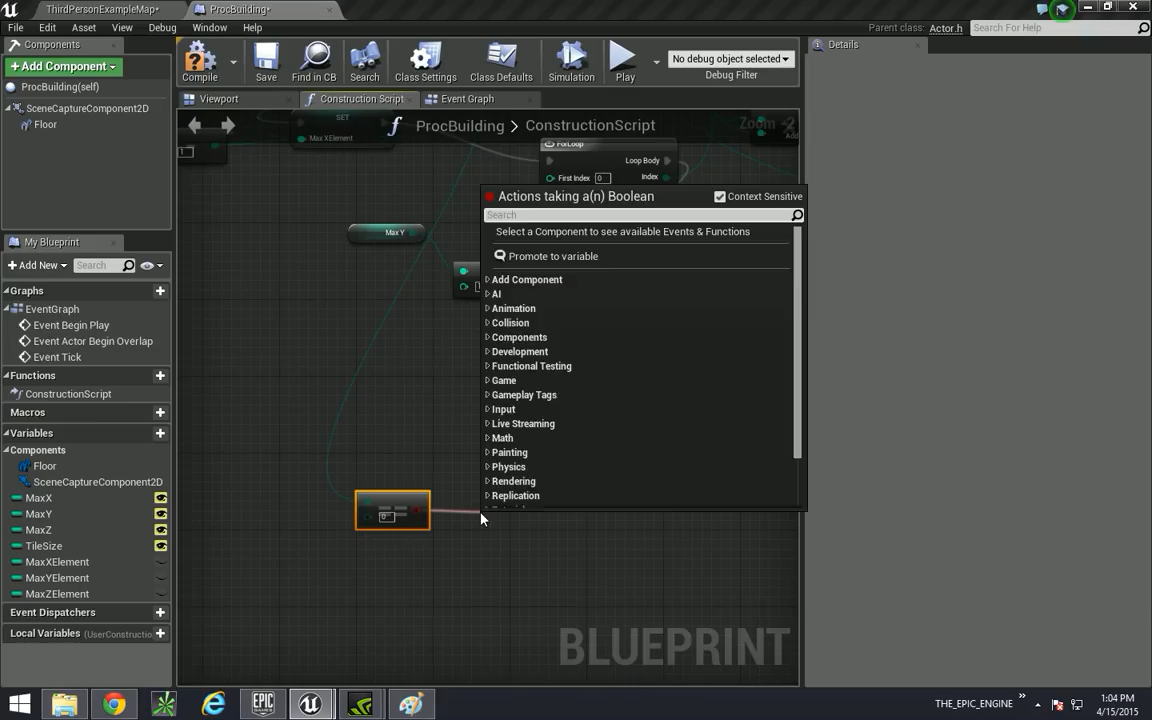 ThirdPersonExampleMap*
ProcBuilding*
File Edit Asset View Debug Window Help
Parent class: Actor.h
Search For Help
Components
+ Add Component
ProcBuilding(self)
SceneCaptureComponent2D
Floor
Compile Save Find in CB Search Class Settings Class Defaults Simulation Play
No debug object selected
Debug Filter
Details
Viewport Construction Script Event Graph
ProcBuilding > ConstructionScript
Zoom -2
SET
Max XElement
1
ForLoop
Loop Body
First Index 0
Index
Add
Max Y
Actions taking a(n) Boolean
Context Sensitive
Search
Select a Component to see available Events & Functions
Promote to variable
Add Component
AI
Animation
Collision
Components
Development
Functional Testing
Game
Gameplay Tags
Input
Live Streaming
Math
Painting
Physics
Rendering
Replication
==
0
My Blueprint
+ Add New
Search
Graphs
EventGraph
Event Begin Play
Event Actor Begin Overlap
Event Tick
Functions
ConstructionScript
Macros
Variables
Components
Floor
SceneCaptureComponent2D
MaxX
MaxY
MaxZ
TileSize
MaxXElement
MaxYElement
MaxZElement
Event Dispatchers
Local Variables (UserConstructio
BLUEPRINT
THE_EPIC_ENGINE
1:04 PM
4/15/2015